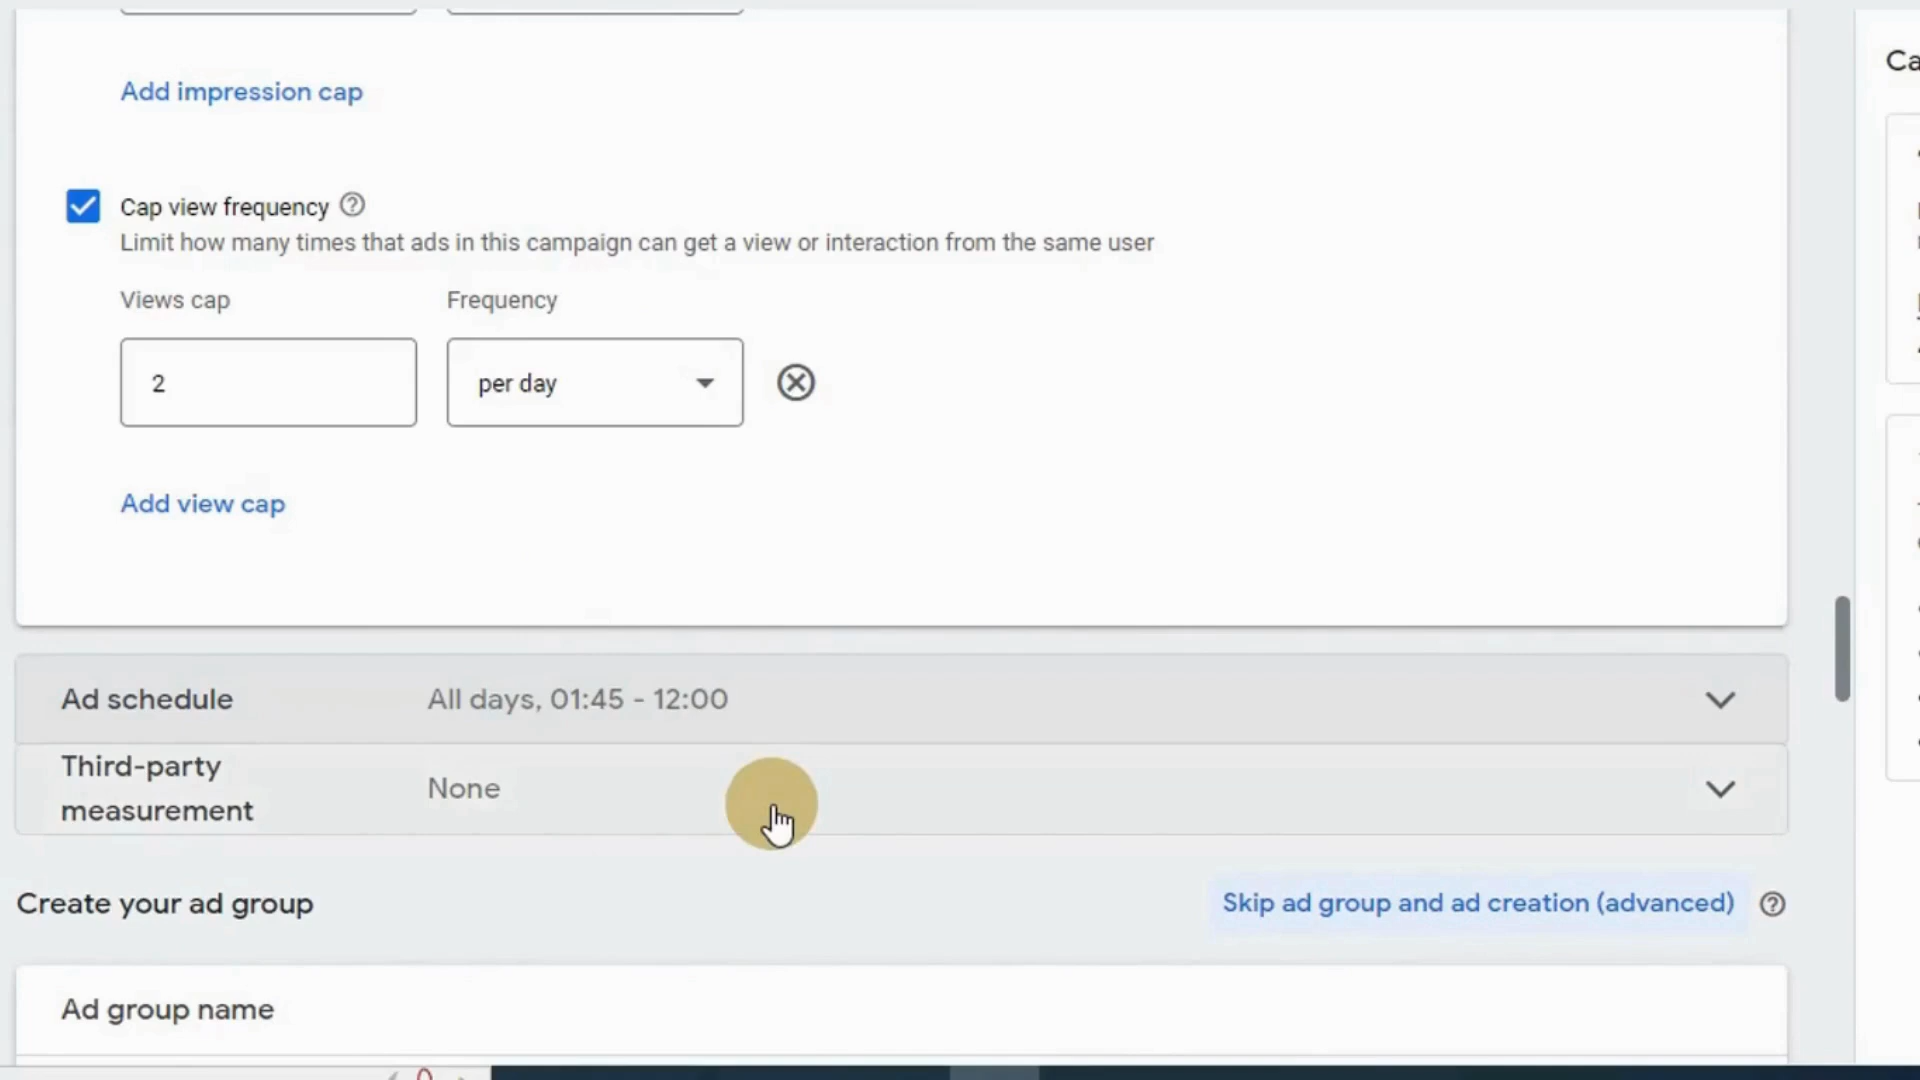 Add impression cap
Cap view frequency
Limit how many times that ads in this campaign can get a view or interaction from the same user
Views cap Frequency
2 per day
Add view cap
Ad schedule All days, 01:45 - 12:00
Third-party
measurement None
Create your ad group Skip ad group and ad creation (advanced)
Ad group name
Ca